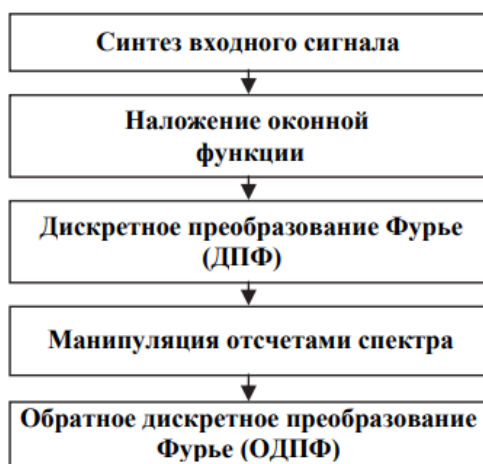 Синтез входного сигнала
Наложение оконной
функции
Дискретное преобразование Фурье
(ДПФ)
Манипуляция отсчетами спектра
Обратное дискретное преобразование
Фурье (ОДПФ)